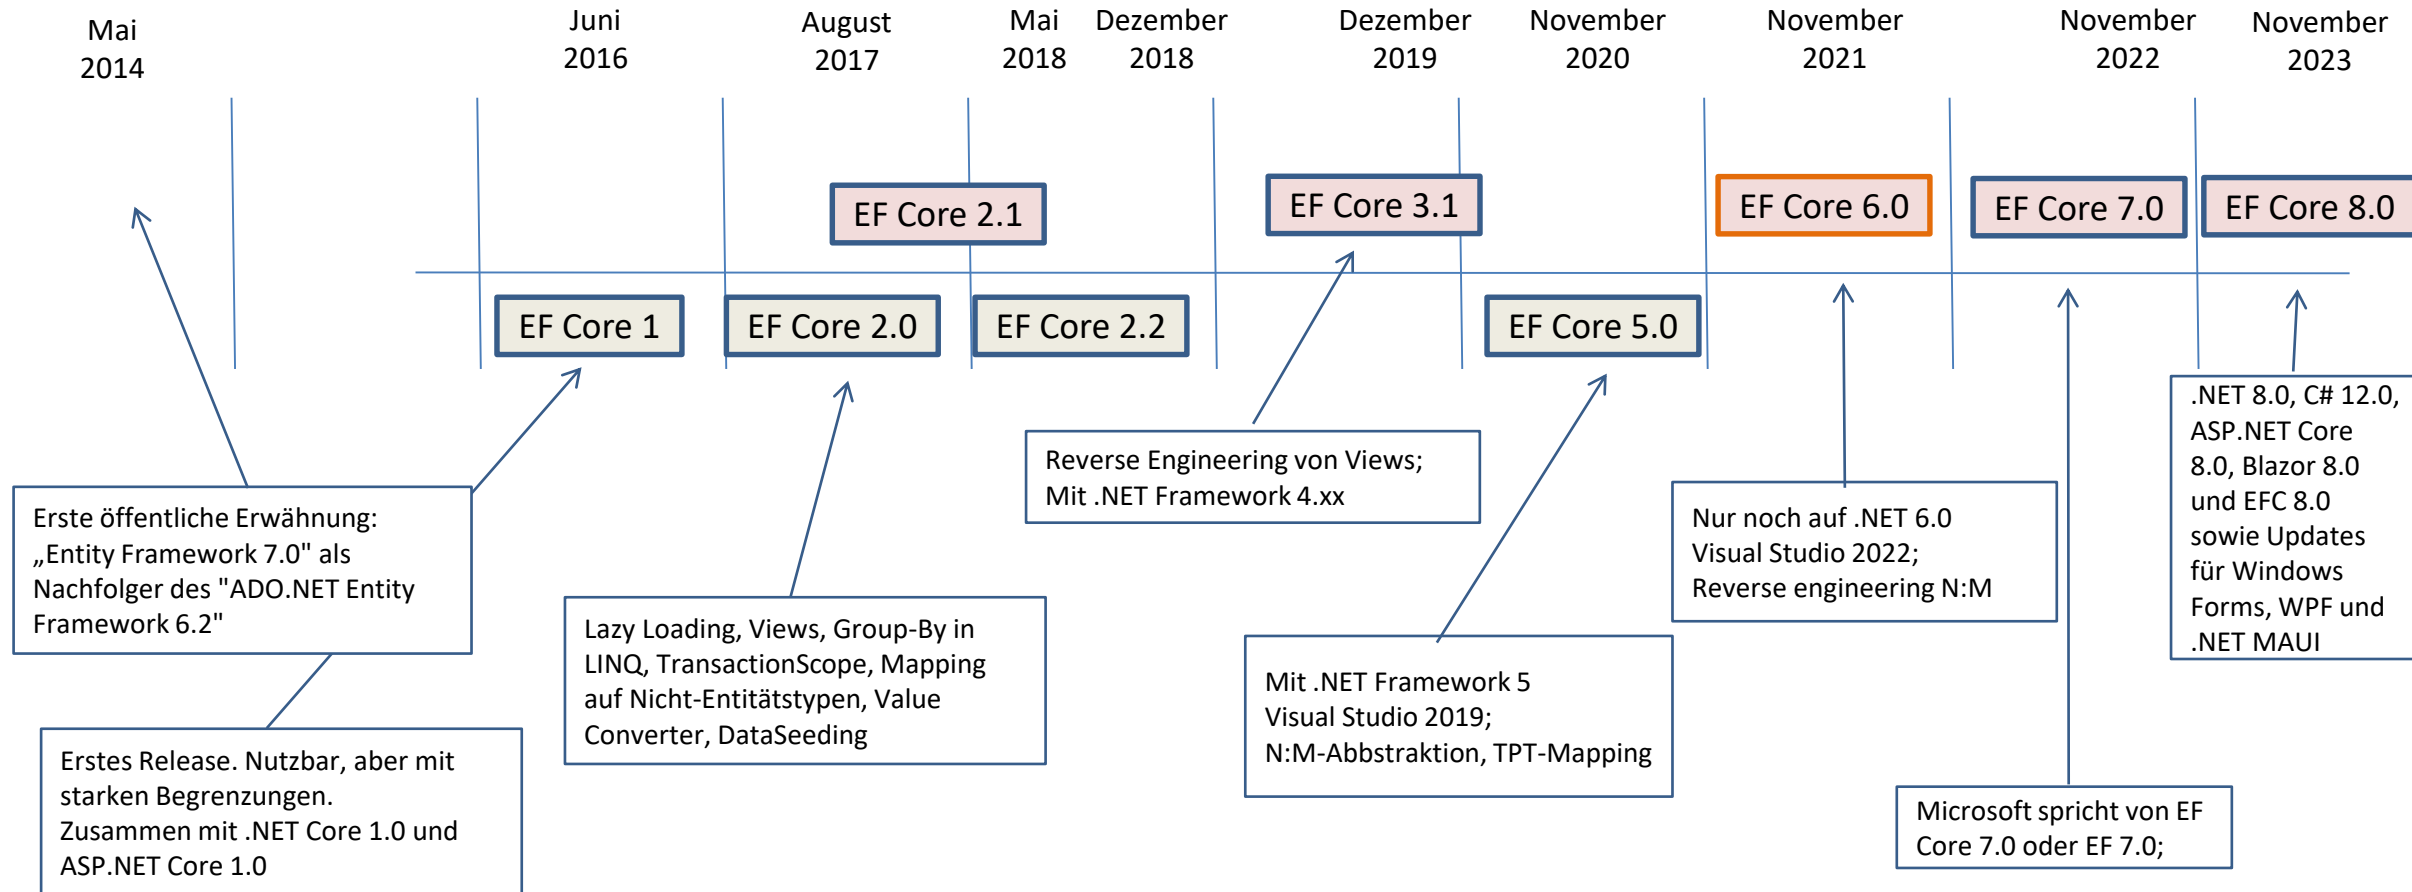 Mai
2014
Juni
2016
August
2017
Mai
2018
Dezember
2018
Dezember
2019
November
2020
November
2021
November
2022
November
2023
EF Core 2.1
EF Core 3.1
EF Core 6.0
EF Core 7.0
EF Core 8.0
EF Core 1
EF Core 2.0
EF Core 2.2
EF Core 5.0
Erste öffentliche Erwähnung:
„Entity Framework 7.0" als
Nachfolger des "ADO.NET Entity
Framework 6.2"
Erstes Release. Nutzbar, aber mit
starken Begrenzungen.
Zusammen mit .NET Core 1.0 und
ASP.NET Core 1.0
Lazy Loading, Views, Group-By in
LINQ, TransactionScope, Mapping
auf Nicht-Entitätstypen, Value
Converter, DataSeeding
Reverse Engineering von Views;
Mit .NET Framework 4.xx
Mit .NET Framework 5
Visual Studio 2019;
N:M-Abbstraktion, TPT-Mapping
Nur noch auf .NET 6.0
Visual Studio 2022;
Reverse engineering N:M
Microsoft spricht von EF
Core 7.0 oder EF 7.0;
.NET 8.0, C# 12.0,
ASP.NET Core
8.0, Blazor 8.0
und EFC 8.0
sowie Updates
für Windows
Forms, WPF und
.NET MAUI